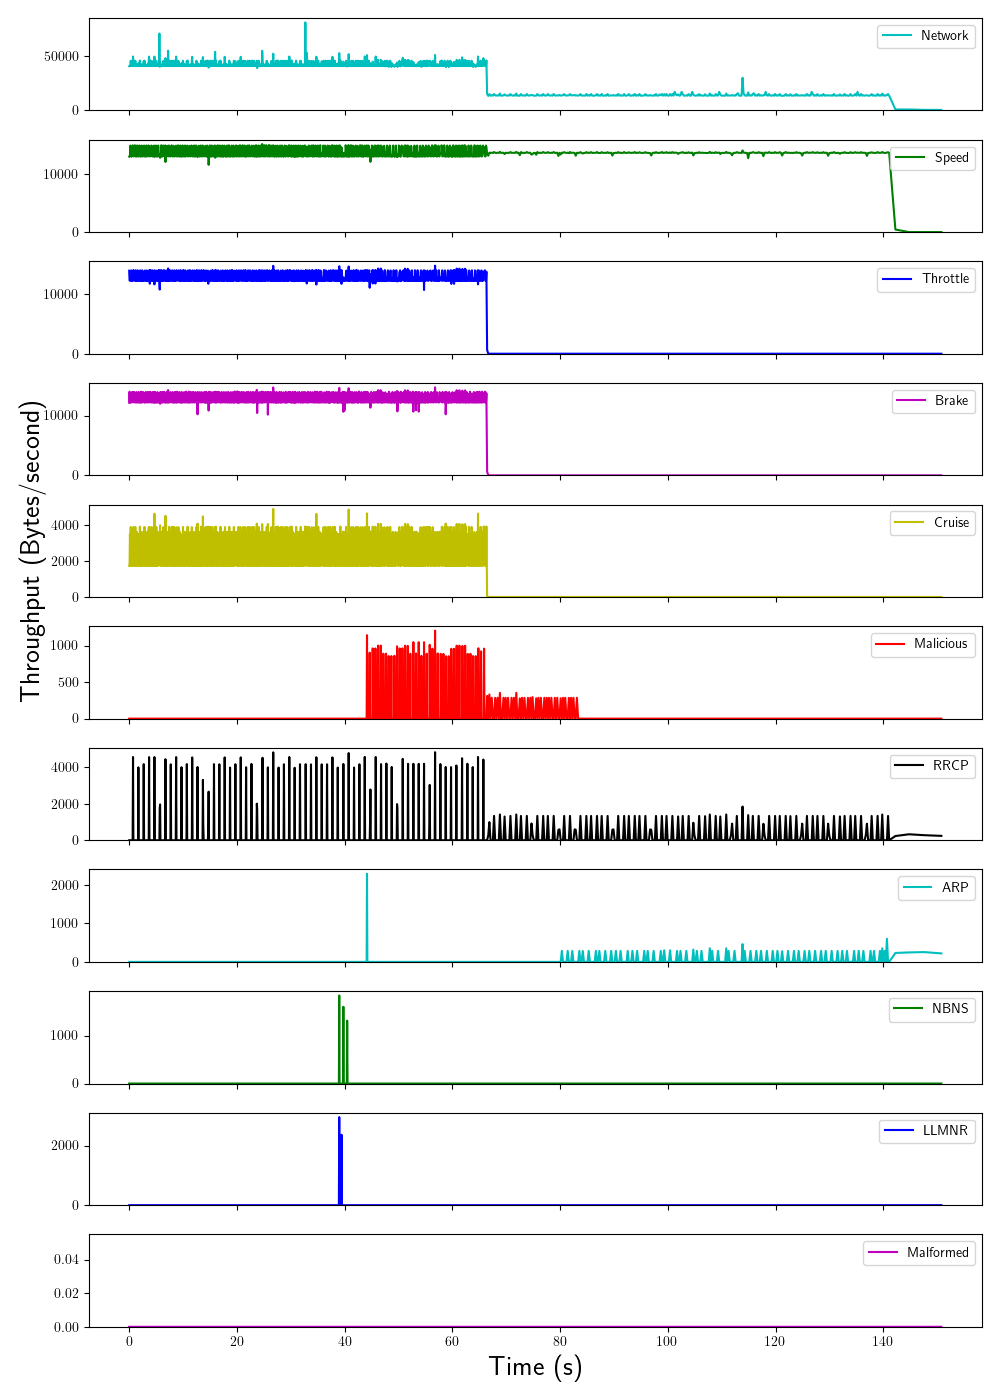 Network
50000
0
Speed
10000
0
Throttle
10000
0
Brake
10000
0
Cruise
4000
2000
0
Malicious
1000
500
0
RRCP
4000
2000
0
ARP
2000
1000
0
NBNS
1000
0
LLMNR
2000
0
Malformed
0.04
0.02
0.00
0 20 40 60 80 100 120 140
Time (s)
Throughput (Bytes/second)